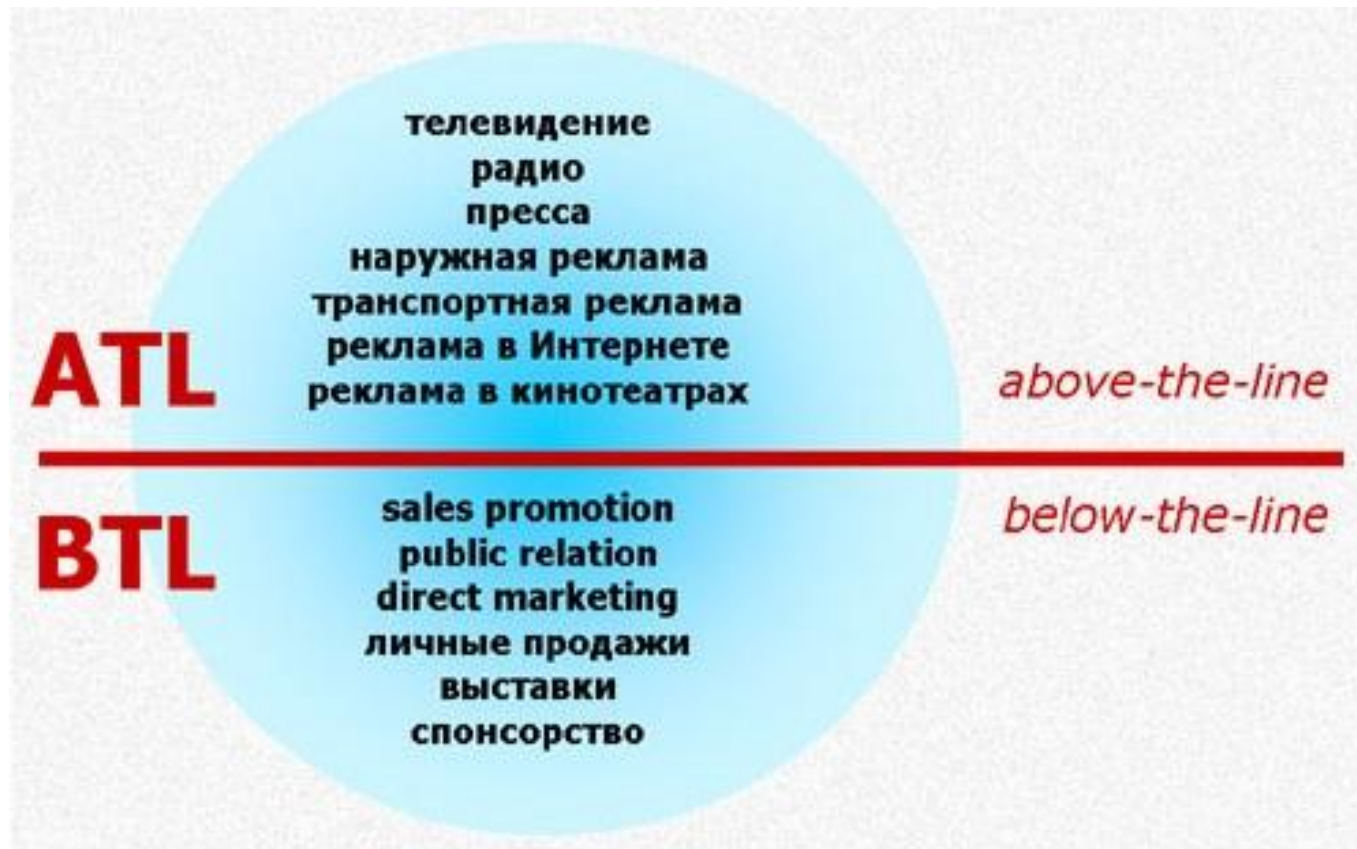 телевидение
радио
пресса
наружная реклама
транспортная реклама
реклама в Интернете
реклама в кинотеатрах
ATL
above-the-line
BTL
below-the-line
sales promotion
public relation
direct marketing
личные продажи
выставки
спонсорство